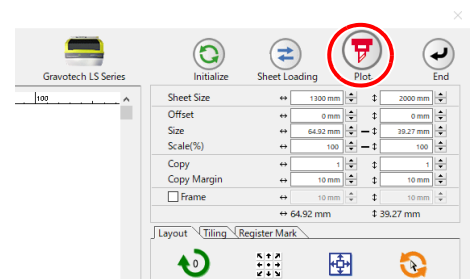 Gravotech LS Series Initialize Sheet Loading Plot End
100
Sheet Size 1300 mm 2000 mm
Offset 0 mm 0 mm
Size 64.92 mm 39.27 mm
Scale(%) 100 100
Copy 1 1
Copy Margin 10 mm 10 mm
Frame 10 mm 10 mm
64.92 mm 39.27 mm
Layout Tiling Register Mark
0